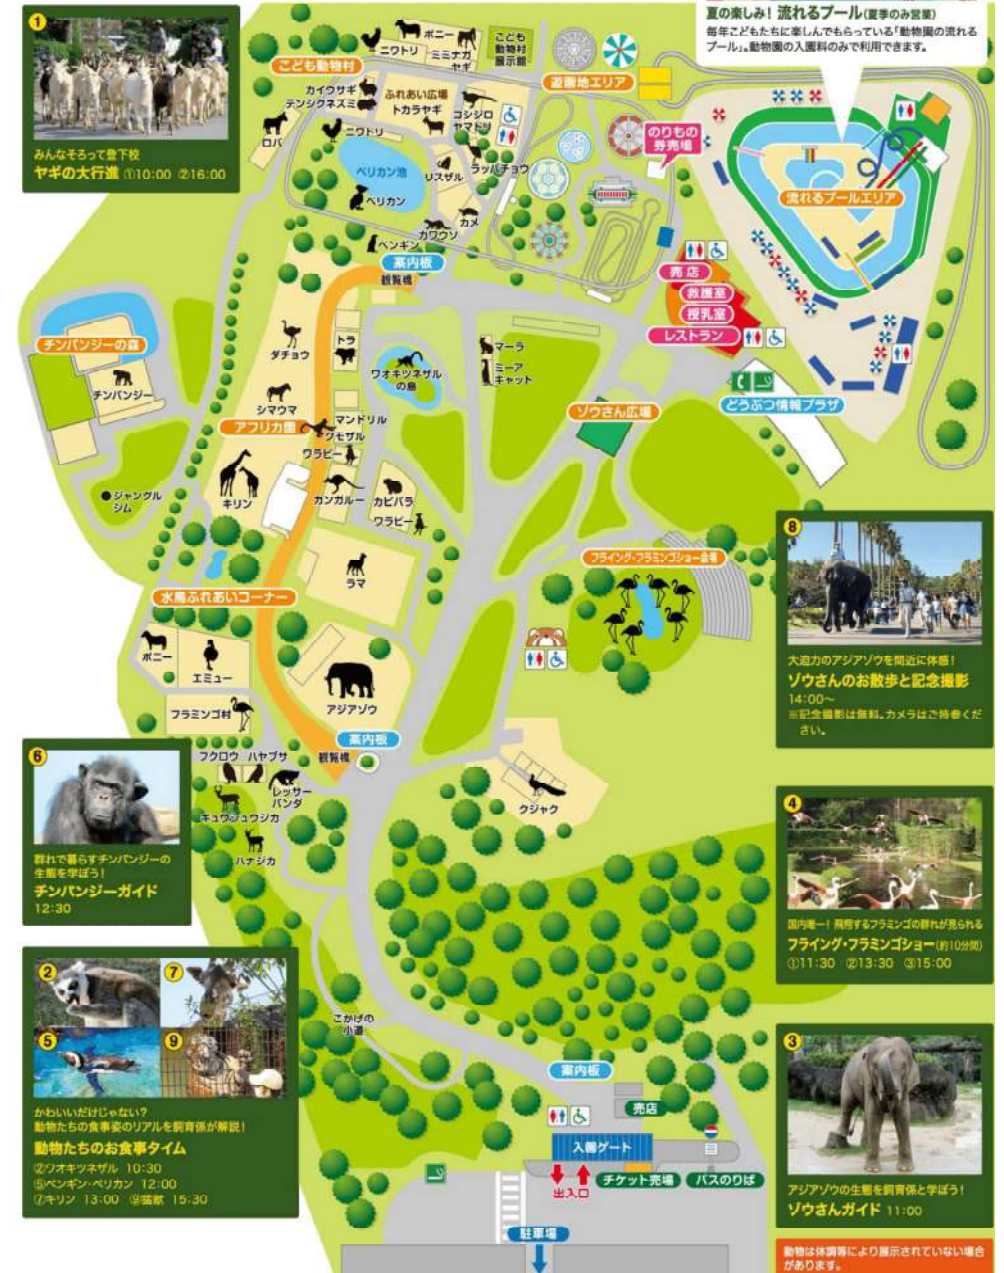 ①
みんなそろって登下校
ヤギの大行進 ①10:00 ②16:00
夏の楽しみ! 流れるプール(夏季のみ営業)
毎年こどもたちに楽しんでもらっている「動物園の流れる
プール」。動物園の入園料のみで利用できます。
ポニー
ニワトリ
ミミナガ
ヤギ
こども
動物村
展示館
こども動物村
遊園地エリア
カイウサギ
テンジクネズミ
ふれあい広場
トカラヤギ
コシジロ
ヤマドリ
ロバ
ニワトリ
のりもの
券売場
ペリカン池
リスザル
ラッパチョウ
ペリカン
カメ
カワウソ
ペンギン
流れるプールエリア
案内板
観覧橋
売店
救護室
授乳室
レストラン
チンパンジーの森
チンパンジー
ダチョウ
トラ
ワオキツネザル
の島
マーラ
ミーア
キャット
シマウマ
どうぶつ情報プラザ
ゾウさん広場
アフリカ園
マンドリル
クモザル
ワラビー
キリン
カンガルー
カピバラ
ワラビー
●ジャングル
ジム
ラマ
フライング・フラミンゴショー会場
水鳥ふれあいコーナー
ポニー
エミュー
アジアゾウ
フラミンゴ村
案内板
観覧橋
フクロウ
ハヤブサ
レッサー
パンダ
キュウシュウジカ
ハナジカ
クジャク
⑧
大迫力のアジアゾウを間近に体感!
ゾウさんのお散歩と記念撮影
14:00～
※記念撮影は無料。カメラはご持参くだ
さい。
⑥
群れで暮らすチンパンジーの
生態を学ぼう!
チンパンジーガイド
12:30
④
国内唯一! 飛翔するフラミンゴの群れが見られる
フライング・フラミンゴショー(約10分間)
①11:30 ②13:30 ③15:00
② ⑦
⑤ ⑨
かわいいだけじゃない?
動物たちの食事姿のリアルを飼育係が解説!
動物たちのお食事タイム
②ワオキツネザル 10:30
⑤ペンギン・ペリカン 12:00
⑦キリン 13:00 ⑨猛獣 15:30
こかげの
小道
案内板
売店
入園ゲート
出入口
チケット売場
バスのりば
駐車場
③
アジアゾウの生態を飼育係と学ぼう!
ゾウさんガイド 11:00
動物は体調等により展示されていない場合
があります。